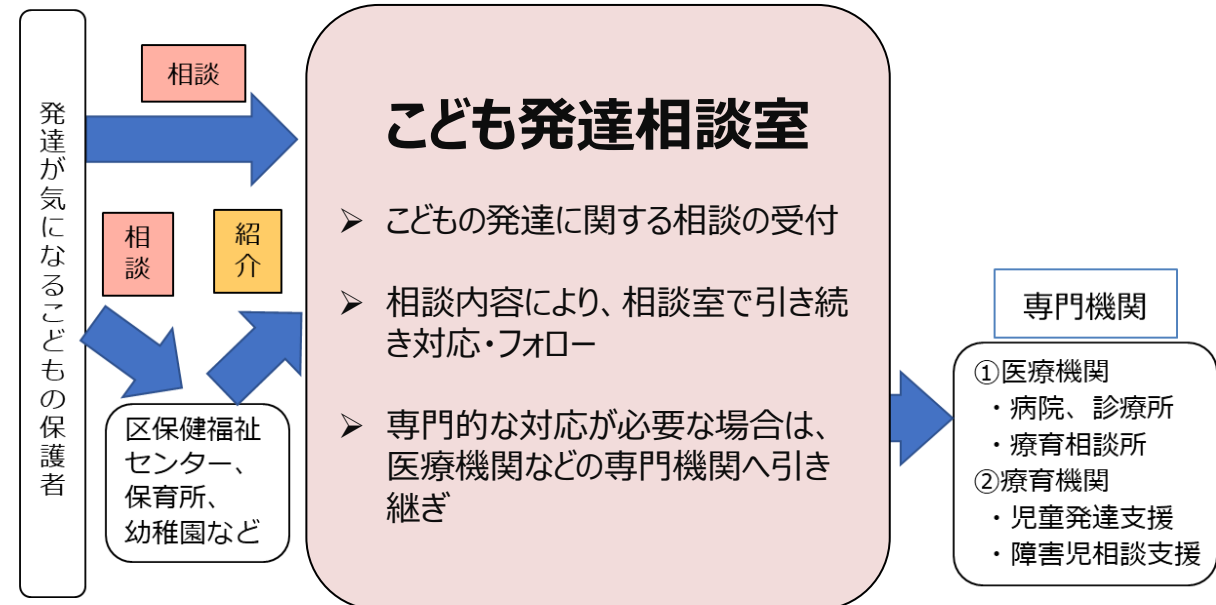 発達が気になるこどもの保護者
相談
相
談
紹
介
区保健福祉
センター、
保育所、
幼稚園など
こども発達相談室
➢ こどもの発達に関する相談の受付
➢ 相談内容により、相談室で引き続
き対応・フォロー
➢ 専門的な対応が必要な場合は、
医療機関などの専門機関へ引き
継ぎ
専門機関
①医療機関
・病院、診療所
・療育相談所
②療育機関
・児童発達支援
・障害児相談支援